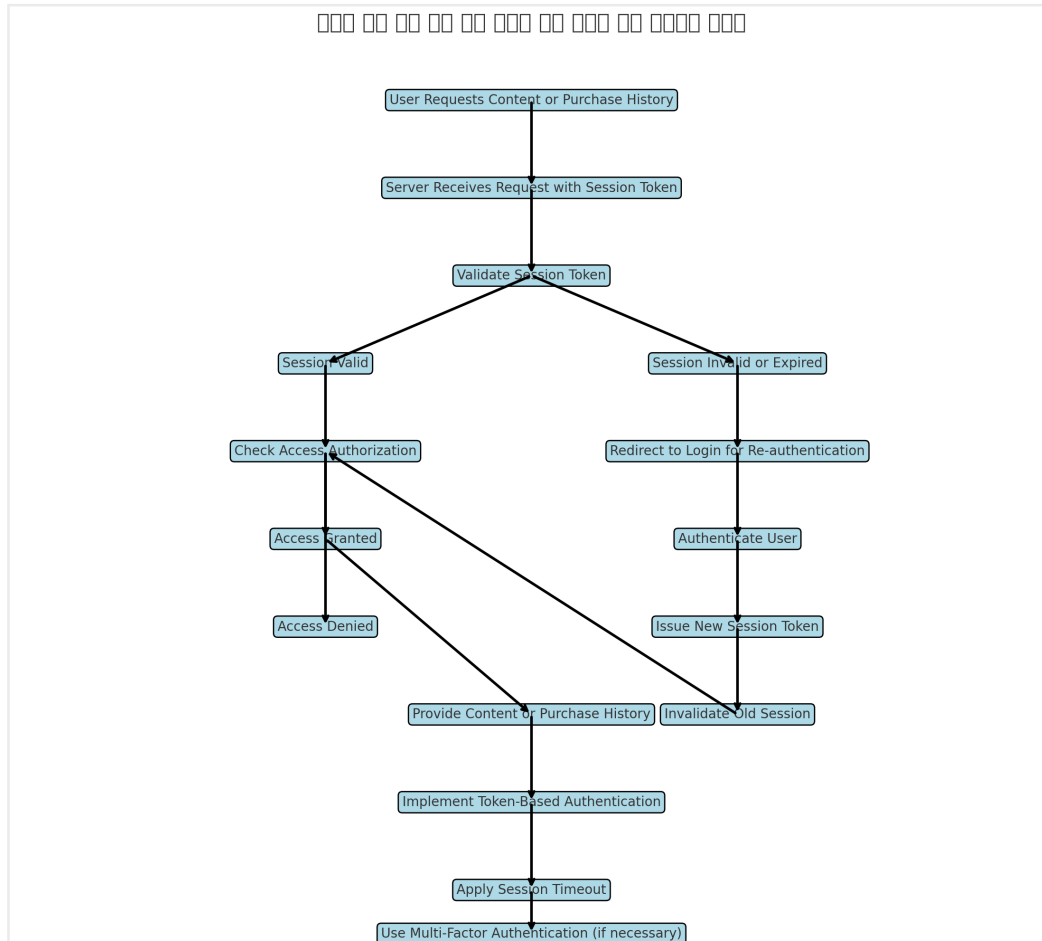 User Requests Content or Purchase History
Server Receives Request with Session Token
Validate Session Token
Session Valid
Session Invalid or Expired
Check Access Authorization
Redirect to Login for Re-authentication
Access Granted
Authenticate User
Access Denied
Issue New Session Token
Provide Content or Purchase History
Invalidate Old Session
Implement Token-Based Authentication
Apply Session Timeout
Use Multi-Factor Authentication (if necessary)